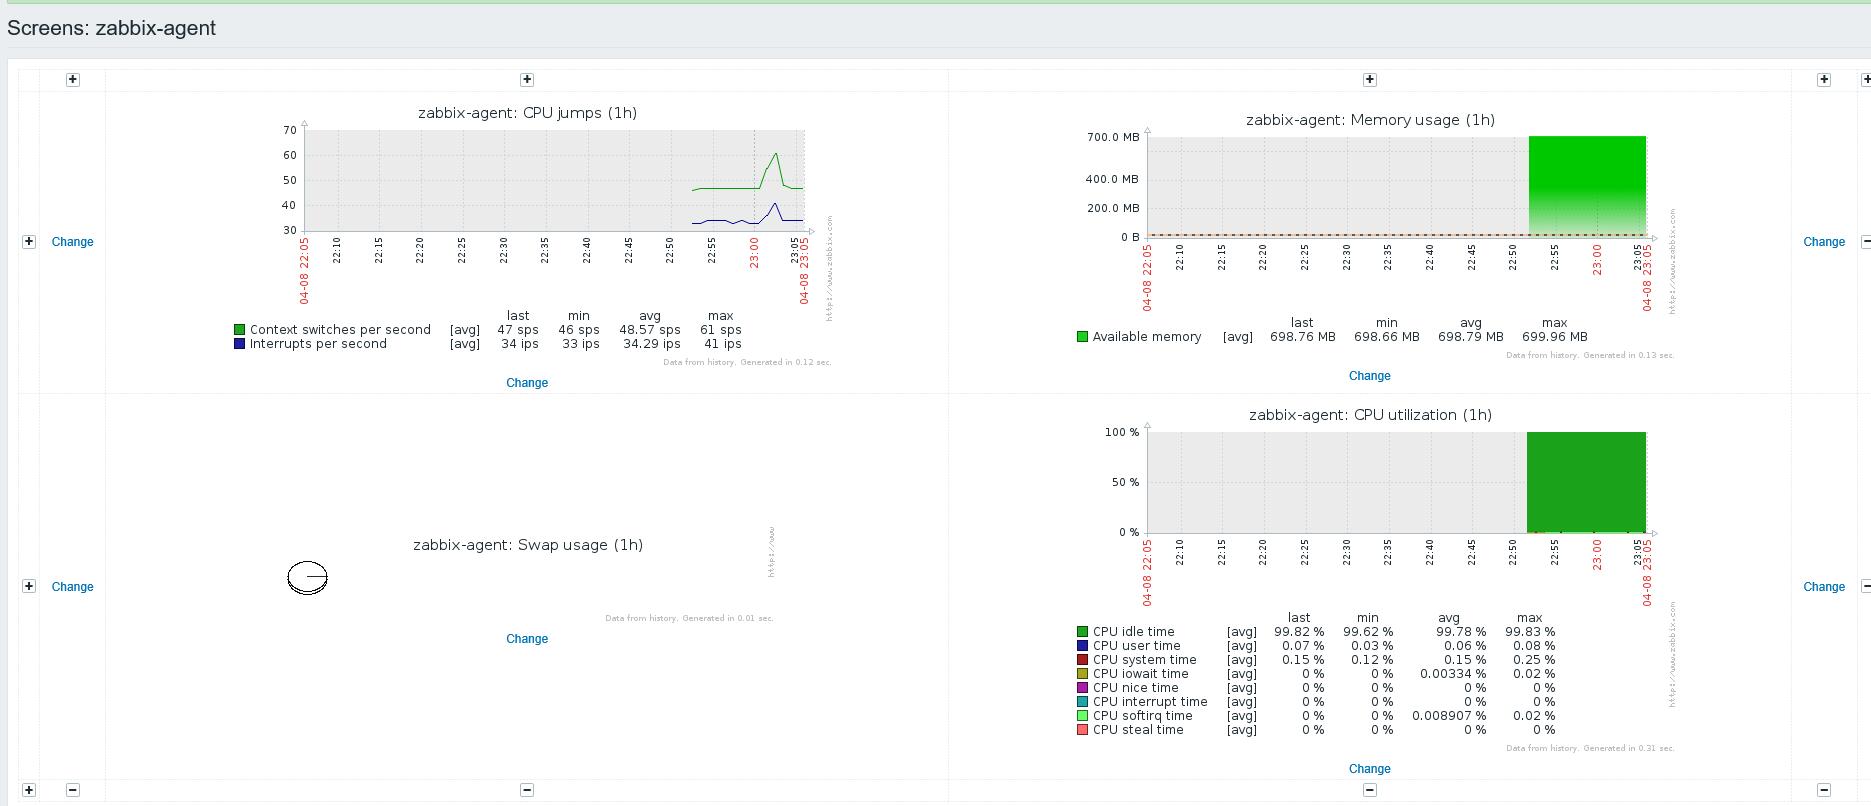 Screens: zabbix-agent
+
+
+
+
+
zabbix-agent: CPU jumps (1h)
70
60
50
40
30
04-08 22:05
22:10
22:15
22:20
22:25
22:30
22:35
22:40
22:45
22:50
22:55
23:00
23:05
04-08 23:05
http://www.zabbix.com
last min avg max
Context switches per second [avg] 47 sps 46 sps 48.57 sps 61 sps
Interrupts per second [avg] 34 ips 33 ips 34.29 ips 41 ips
Data from history. Generated in 0.12 sec.
Change
+
Change
zabbix-agent: Memory usage (1h)
700.0 MB
400.0 MB
200.0 MB
0 B
04-08 22:05
22:10
22:15
22:20
22:25
22:30
22:35
22:40
22:45
22:50
22:55
23:00
23:05
04-08 23:05
http://www.zabbix.com
last min avg max
Available memory [avg] 698.76 MB 698.66 MB 698.79 MB 699.96 MB
Data from history. Generated in 0.13 sec.
Change
Change
−
+
Change
zabbix-agent: Swap usage (1h)
http://www
Data from history. Generated in 0.01 sec.
Change
zabbix-agent: CPU utilization (1h)
100 %
50 %
0 %
04-08 22:05
22:10
22:15
22:20
22:25
22:30
22:35
22:40
22:45
22:50
22:55
23:00
23:05
04-08 23:05
http://www.zabbix.com
last min avg max
CPU idle time [avg] 99.82 % 99.62 % 99.78 % 99.83 %
CPU user time [avg] 0.07 % 0.03 % 0.06 % 0.08 %
CPU system time [avg] 0.15 % 0.12 % 0.15 % 0.25 %
CPU iowait time [avg] 0 % 0 % 0.00334 % 0.02 %
CPU nice time [avg] 0 % 0 % 0 % 0 %
CPU interrupt time [avg] 0 % 0 % 0 % 0 %
CPU softirq time [avg] 0 % 0 % 0.008907 % 0.02 %
CPU steal time [avg] 0 % 0 % 0 % 0 %
Data from history. Generated in 0.31 sec.
Change
Change
−
+
−
−
−
−